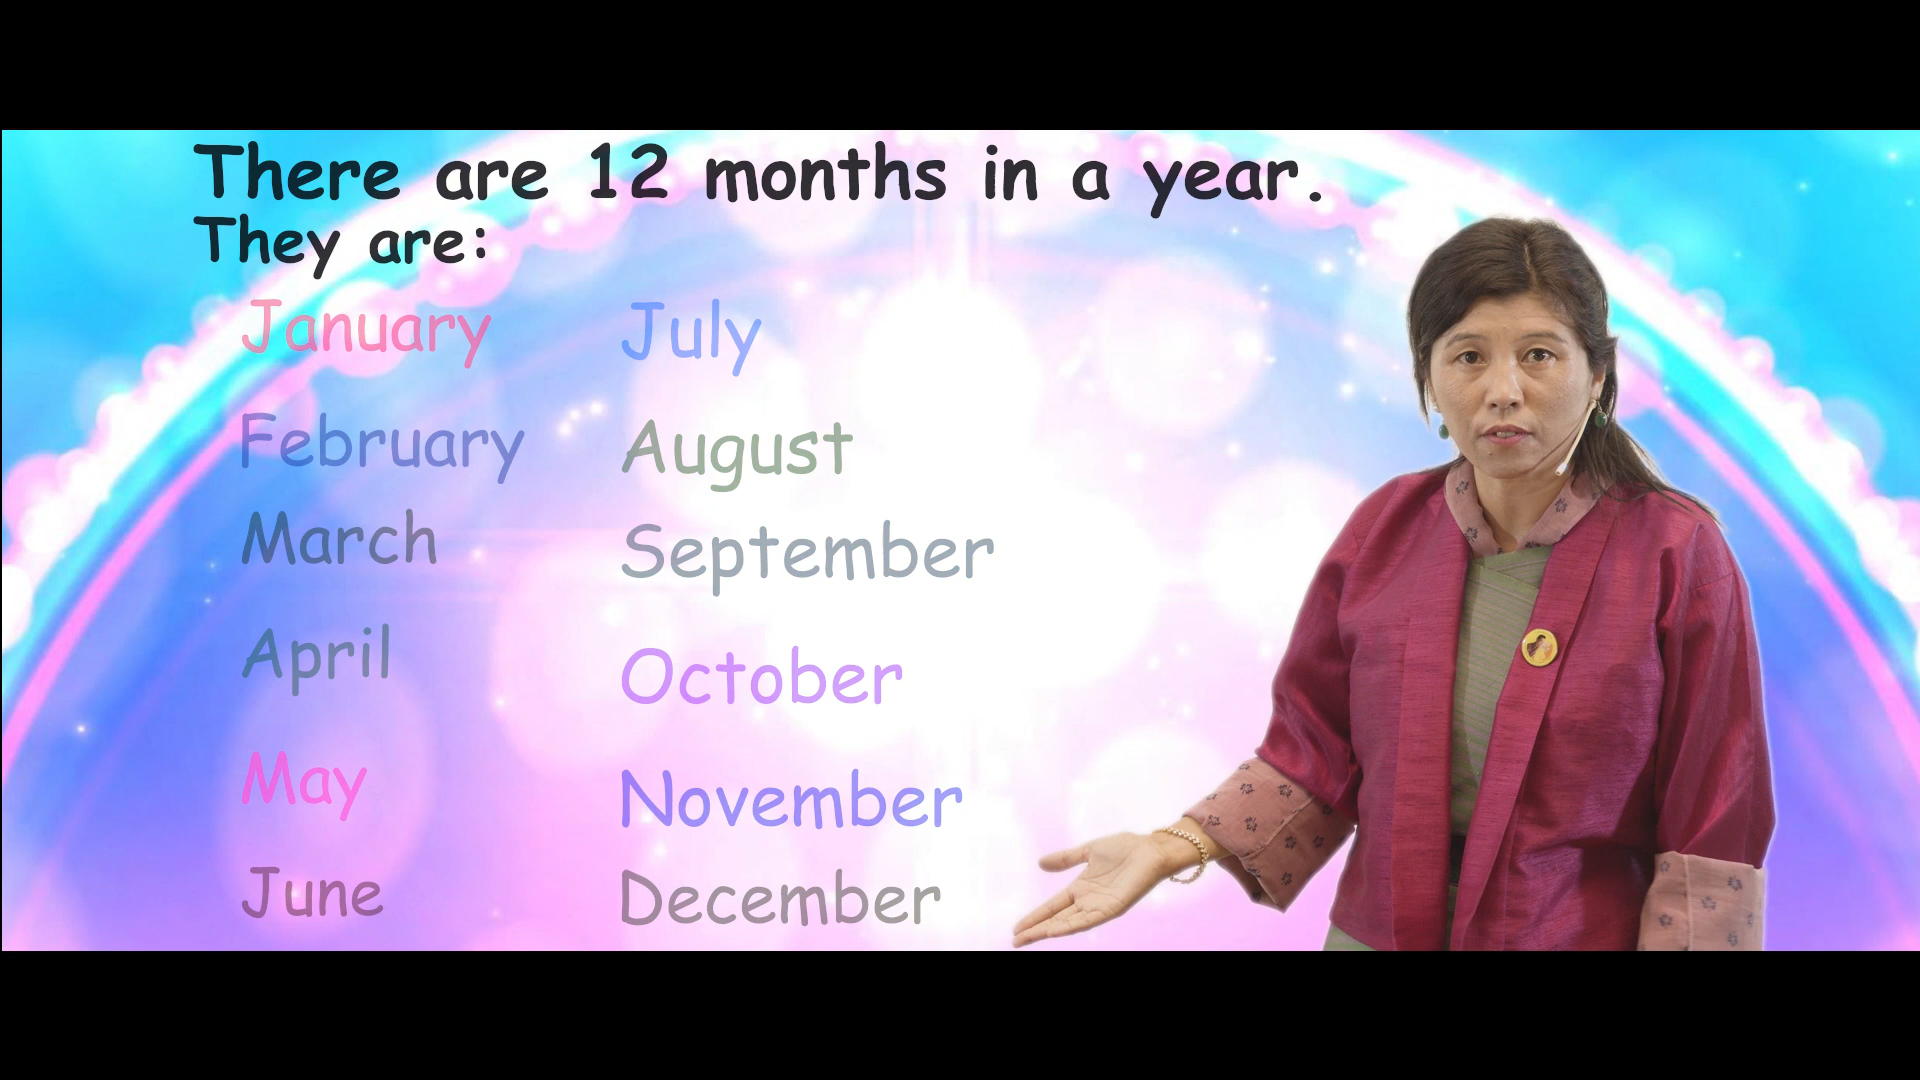 There are 12 months in a year.
They are:
January
February
March
April
May
June
July
August
September
October
November
December